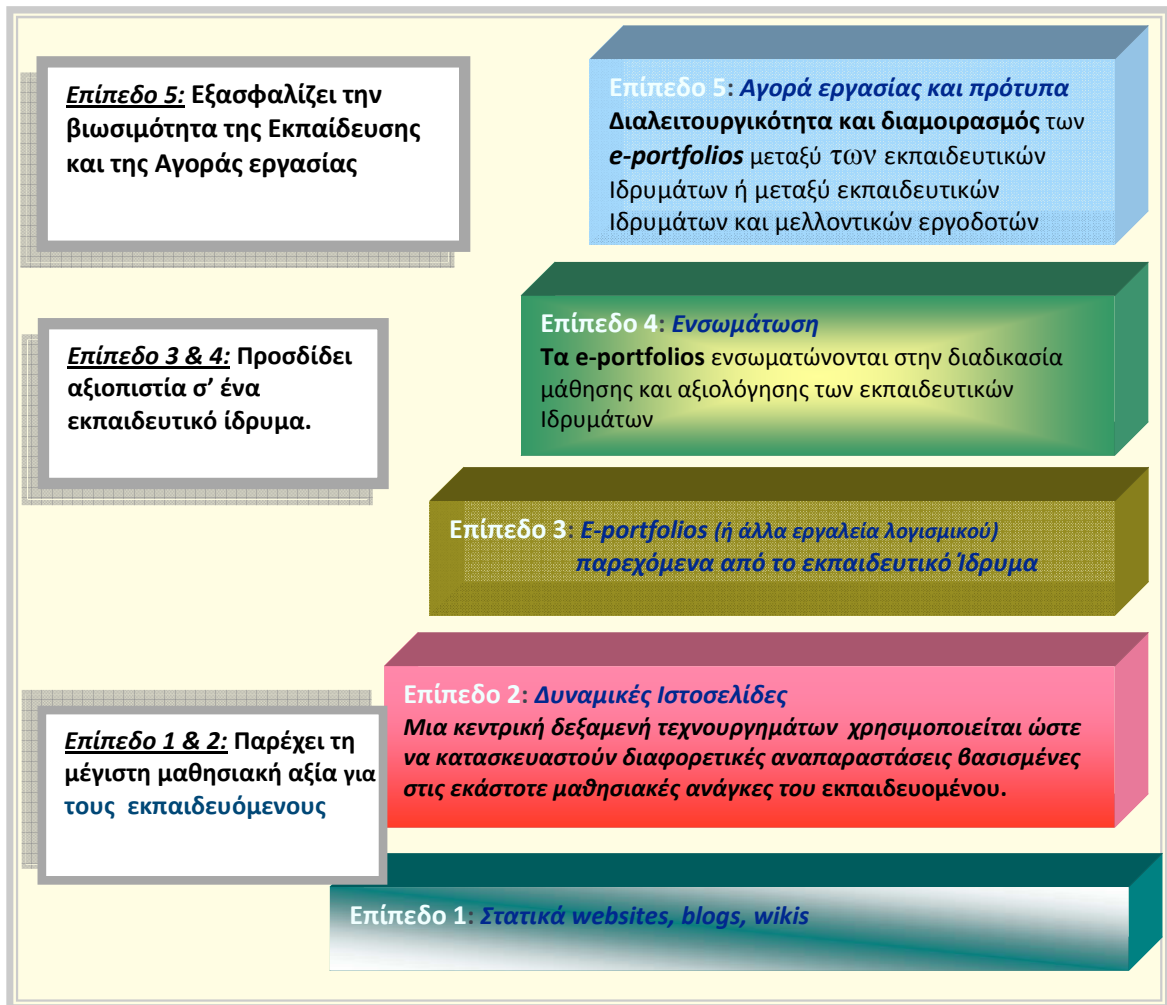 Επίπεδο 5: Εξασφαλίζει την
βιωσιμότητα της Εκπαίδευσης
και της Αγοράς εργασίας
Επίπεδο 5: Αγορά εργασίας και πρότυπα
Διαλειτουργικότητα και διαμοιρασμός των
e-portfolios μεταξύ των εκπαιδευτικών
Ιδρυμάτων ή μεταξύ εκπαιδευτικών
Ιδρυμάτων και μελλοντικών εργοδοτών
Επίπεδο 3 & 4: Προσδίδει
αξιοπιστία σ’ ένα
εκπαιδευτικό ίδρυμα.
Επίπεδο 4: Ενσωμάτωση
Τα e-portfolios ενσωματώνονται στην διαδικασία
μάθησης και αξιολόγησης των εκπαιδευτικών
Ιδρυμάτων
Επίπεδο 3: E-portfolios (ή άλλα εργαλεία λογισμικού)
παρεχόμενα από το εκπαιδευτικό Ίδρυμα
Επίπεδο 1 & 2: Παρέχει τη
μέγιστη μαθησιακή αξία για
τους εκπαιδευόμενους
Επίπεδο 2: Δυναμικές Ιστοσελίδες
Μια κεντρική δεξαμενή τεχνουργημάτων χρησιμοποιείται ώστε
να κατασκευαστούν διαφορετικές αναπαραστάσεις βασισμένες
στις εκάστοτε μαθησιακές ανάγκες του εκπαιδευομένου.
Επίπεδο 1: Στατικά websites, blogs, wikis